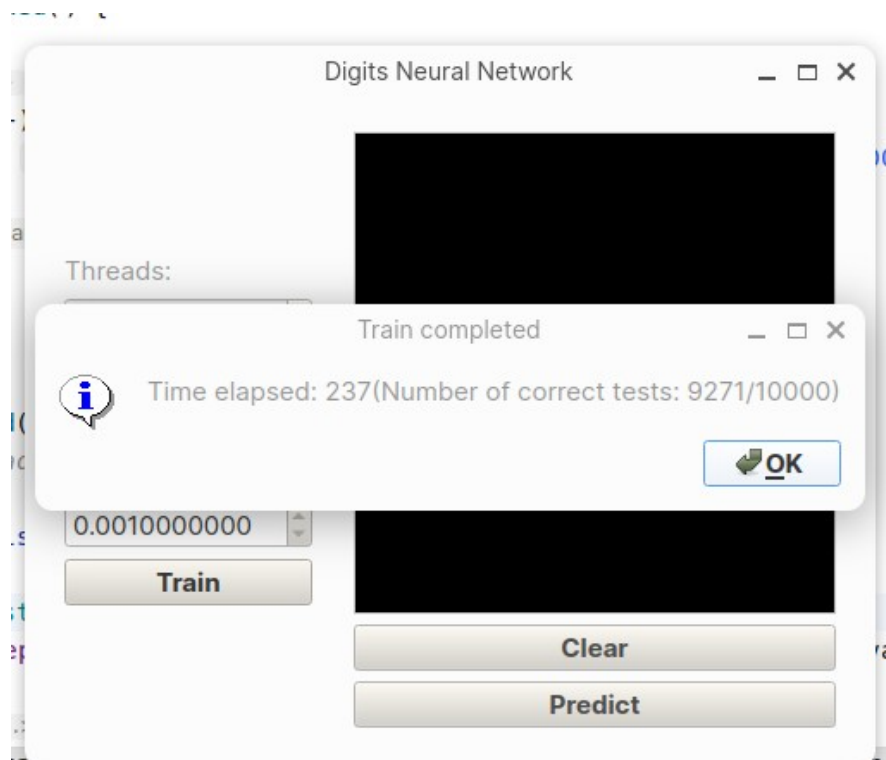 Digits Neural Network
Threads:
Train completed
Time elapsed: 237(Number of correct tests: 9271/10000)
OK
0.0010000000
Train
Clear
Predict